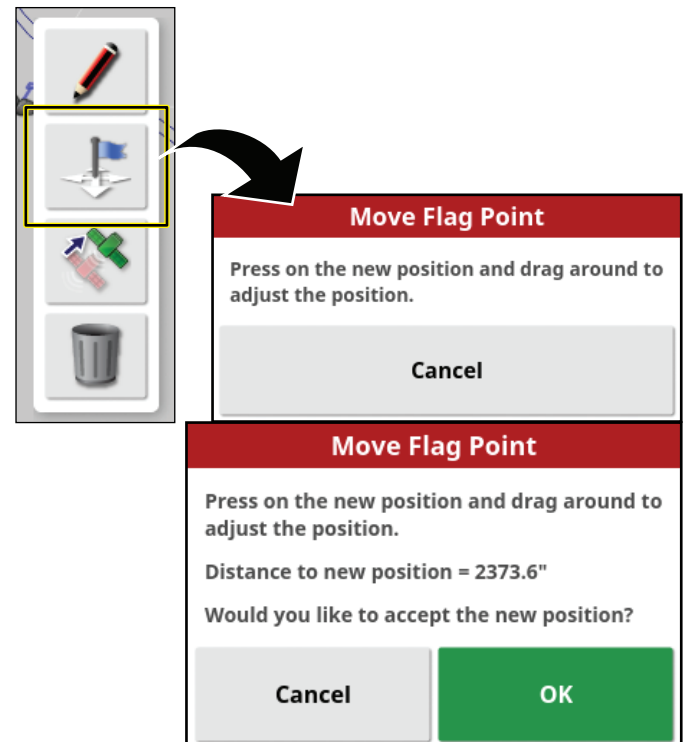 Move Flag Point
Press on the new position and drag around to
adjust the position.
Cancel
Move Flag Point
Press on the new position and drag around to
adjust the position.
Distance to new position = 2373.6"
Would you like to accept the new position?
Cancel
OK